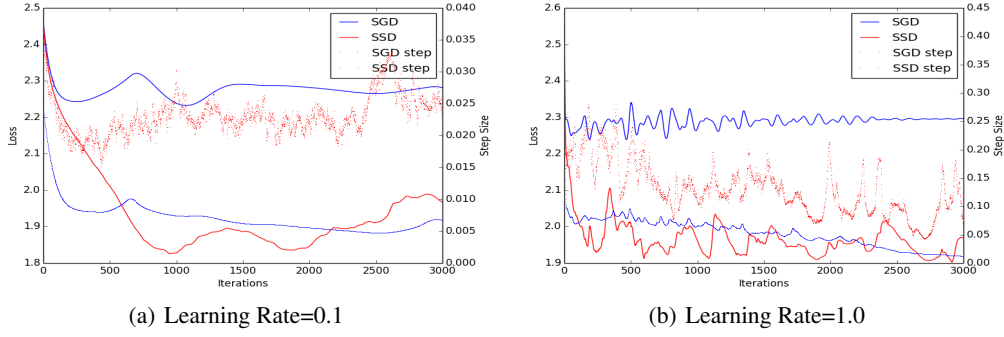 2.5
2.4
2.3
2.2
2.1
2.0
1.9
1.8
Loss
0.040
0.035
0.030
0.025
0.020
0.015
0.010
0.005
0.000
Step Size
SGD
SSD
SGD step
SSD step
0 500 1000 1500 2000 2500 3000
Iterations
(a) Learning Rate=0.1
2.6
2.5
2.4
2.3
2.2
2.1
2.0
1.9
Loss
0.45
0.40
0.35
0.30
0.25
0.20
0.15
0.10
0.05
0.00
Step Size
SGD
SSD
SGD step
SSD step
0 500 1000 1500 2000 2500 3000
Iterations
(b) Learning Rate=1.0